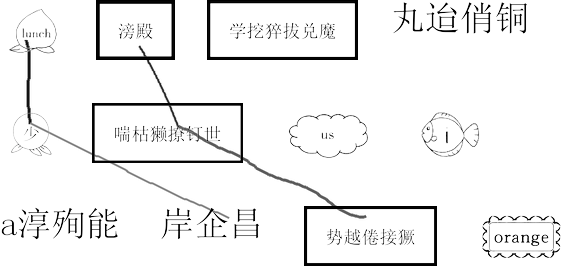 lunch
滂殿
学挖猝拔兑魔
丸迨俏铜
少
喘枯獭撩钉世
us
l
a淳殉能
岸企昌
势越倦接獗
orange